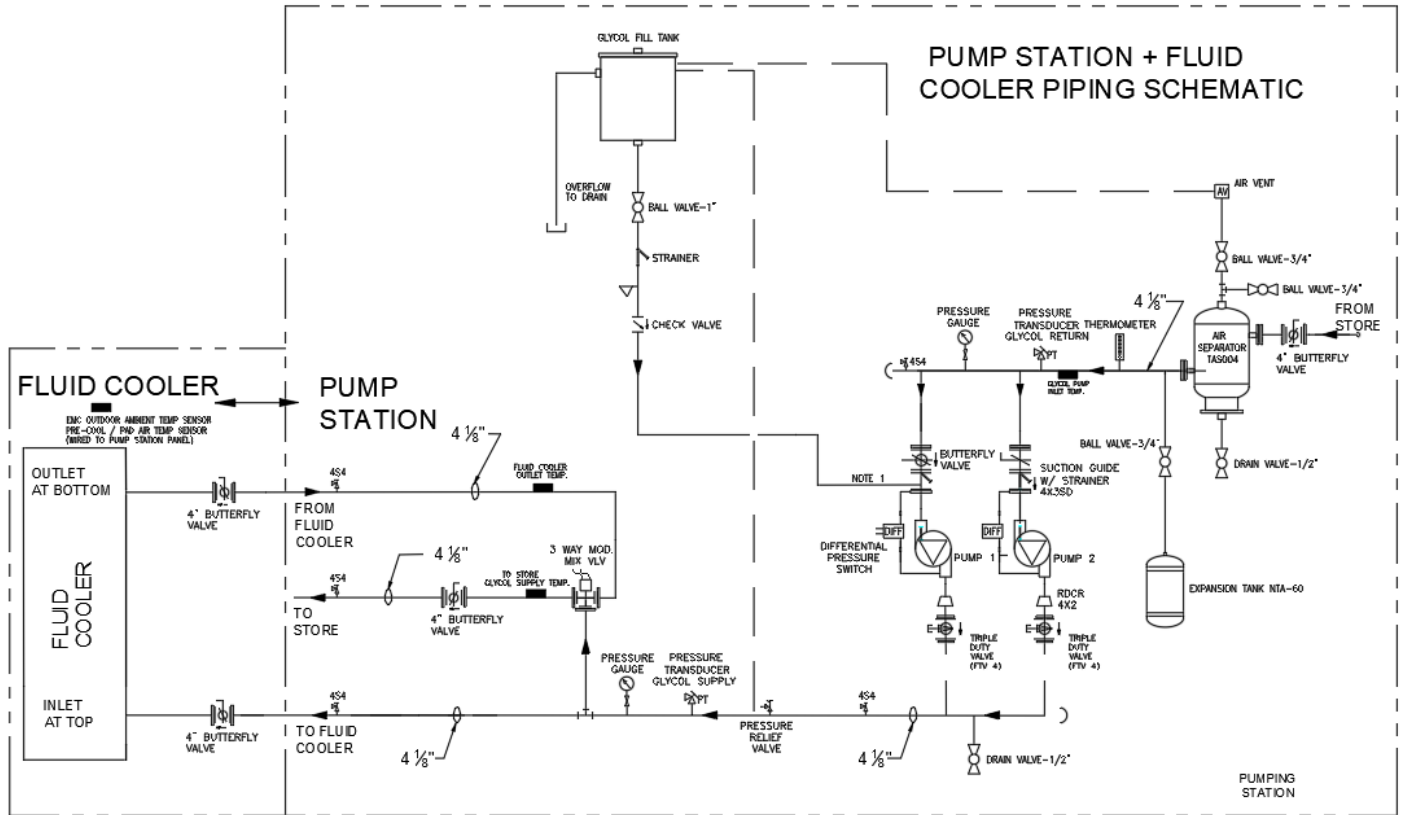 GLYCOL FILL TANK
PUMP STATION + FLUID
COOLER PIPING SCHEMATIC
OVERFLOW
TO DRAIN
BALL VALVE-1"
STRAINER
CHECK VALVE
AV
AIR VENT
BALL VALVE-3/4"
BALL VALVE-3/4"
FROM
STORE
4 1/8"
PRESSURE
GAUGE
PRESSURE
TRANSDUCER
GLYCOL RETURN
THERMOMETER
AIR
SEPARATOR
TAS004
4" BUTTERFLY
VALVE
4S4
PT
GLYCOL PUMP
INLET TEMP.
FLUID COOLER
PUMP
STATION
EMC OUTDOOR AMBIENT TEMP SENSOR
PRE-COOL / PAD AIR TEMP SENSOR
(WIRED TO PUMP STATION PANEL)
4 1/8"
OUTLET
AT BOTTOM
4S4
FLUID COOLER
OUTLET TEMP.
4" BUTTERFLY
VALVE
FROM
FLUID
COOLER
NOTE 1
BUTTERFLY
VALVE
SUCTION GUIDE
W/ STRAINER
4X3SD
BALL VALVE-3/4"
DRAIN VALVE-1/2"
DIFF
DIFF
DIFFERENTIAL
PRESSURE
SWITCH
PUMP 1
PUMP 2
4 1/8"
3 WAY MOD.
MIX VLV
4S4
TO STORE
GLYCOL SUPPLY TEMP.
TO
STORE
4" BUTTERFLY
VALVE
FLUID
COOLER
EXPANSION TANK NTA-60
RDCR
4X2
TRIPLE
DUTY
VALVE
(FTV 4)
TRIPLE
DUTY
VALVE
(FTV 4)
PRESSURE
GAUGE
PRESSURE
TRANSDUCER
GLYCOL SUPPLY
PT
INLET
AT TOP
4S4
4S4
4" BUTTERFLY
VALVE
TO FLUID
COOLER
4 1/8"
PRESSURE
RELIEF
VALVE
4 1/8"
DRAIN VALVE-1/2"
PUMPING
STATION